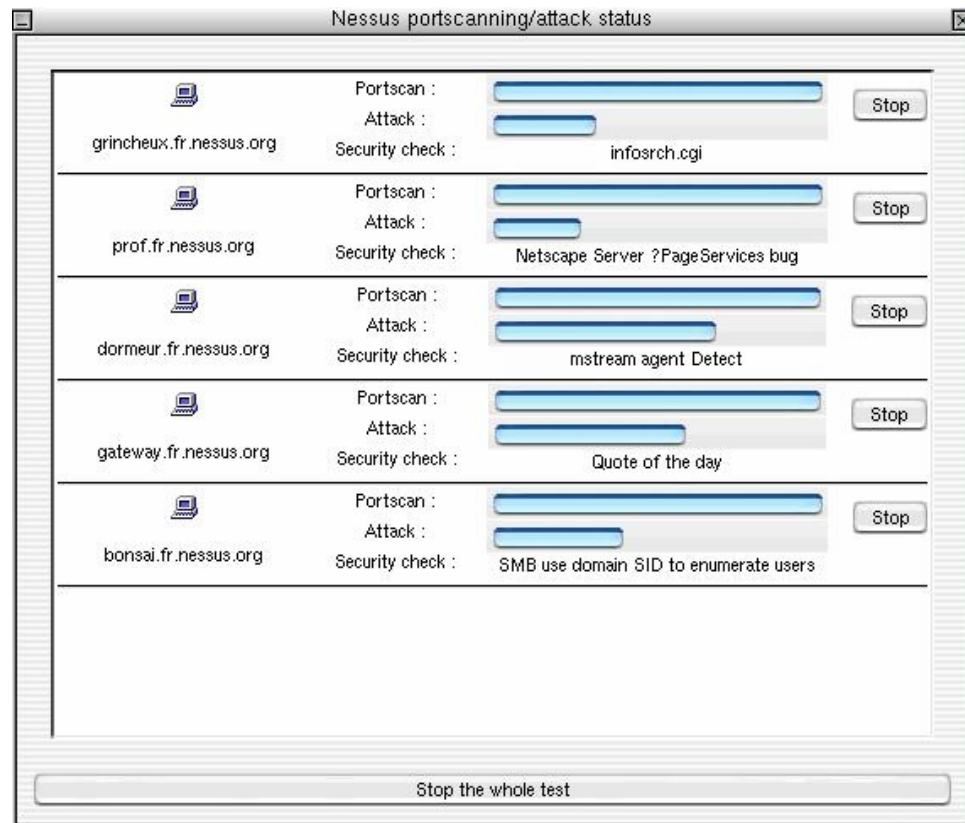 Nessus portscanning/attack status
Portscan :
Stop
Attack :
grincheux.fr.nessus.org
Security check :
infosrch.cgi
Portscan :
Stop
Attack :
prof.fr.nessus.org
Security check :
Netscape Server ?PageServices bug
Portscan :
Stop
Attack :
dormeur.fr.nessus.org
Security check :
mstream agent Detect
Portscan :
Stop
Attack :
gateway.fr.nessus.org
Security check :
Quote of the day
Portscan :
Stop
Attack :
bonsai.fr.nessus.org
Security check :
SMB use domain SID to enumerate users
Stop the whole test